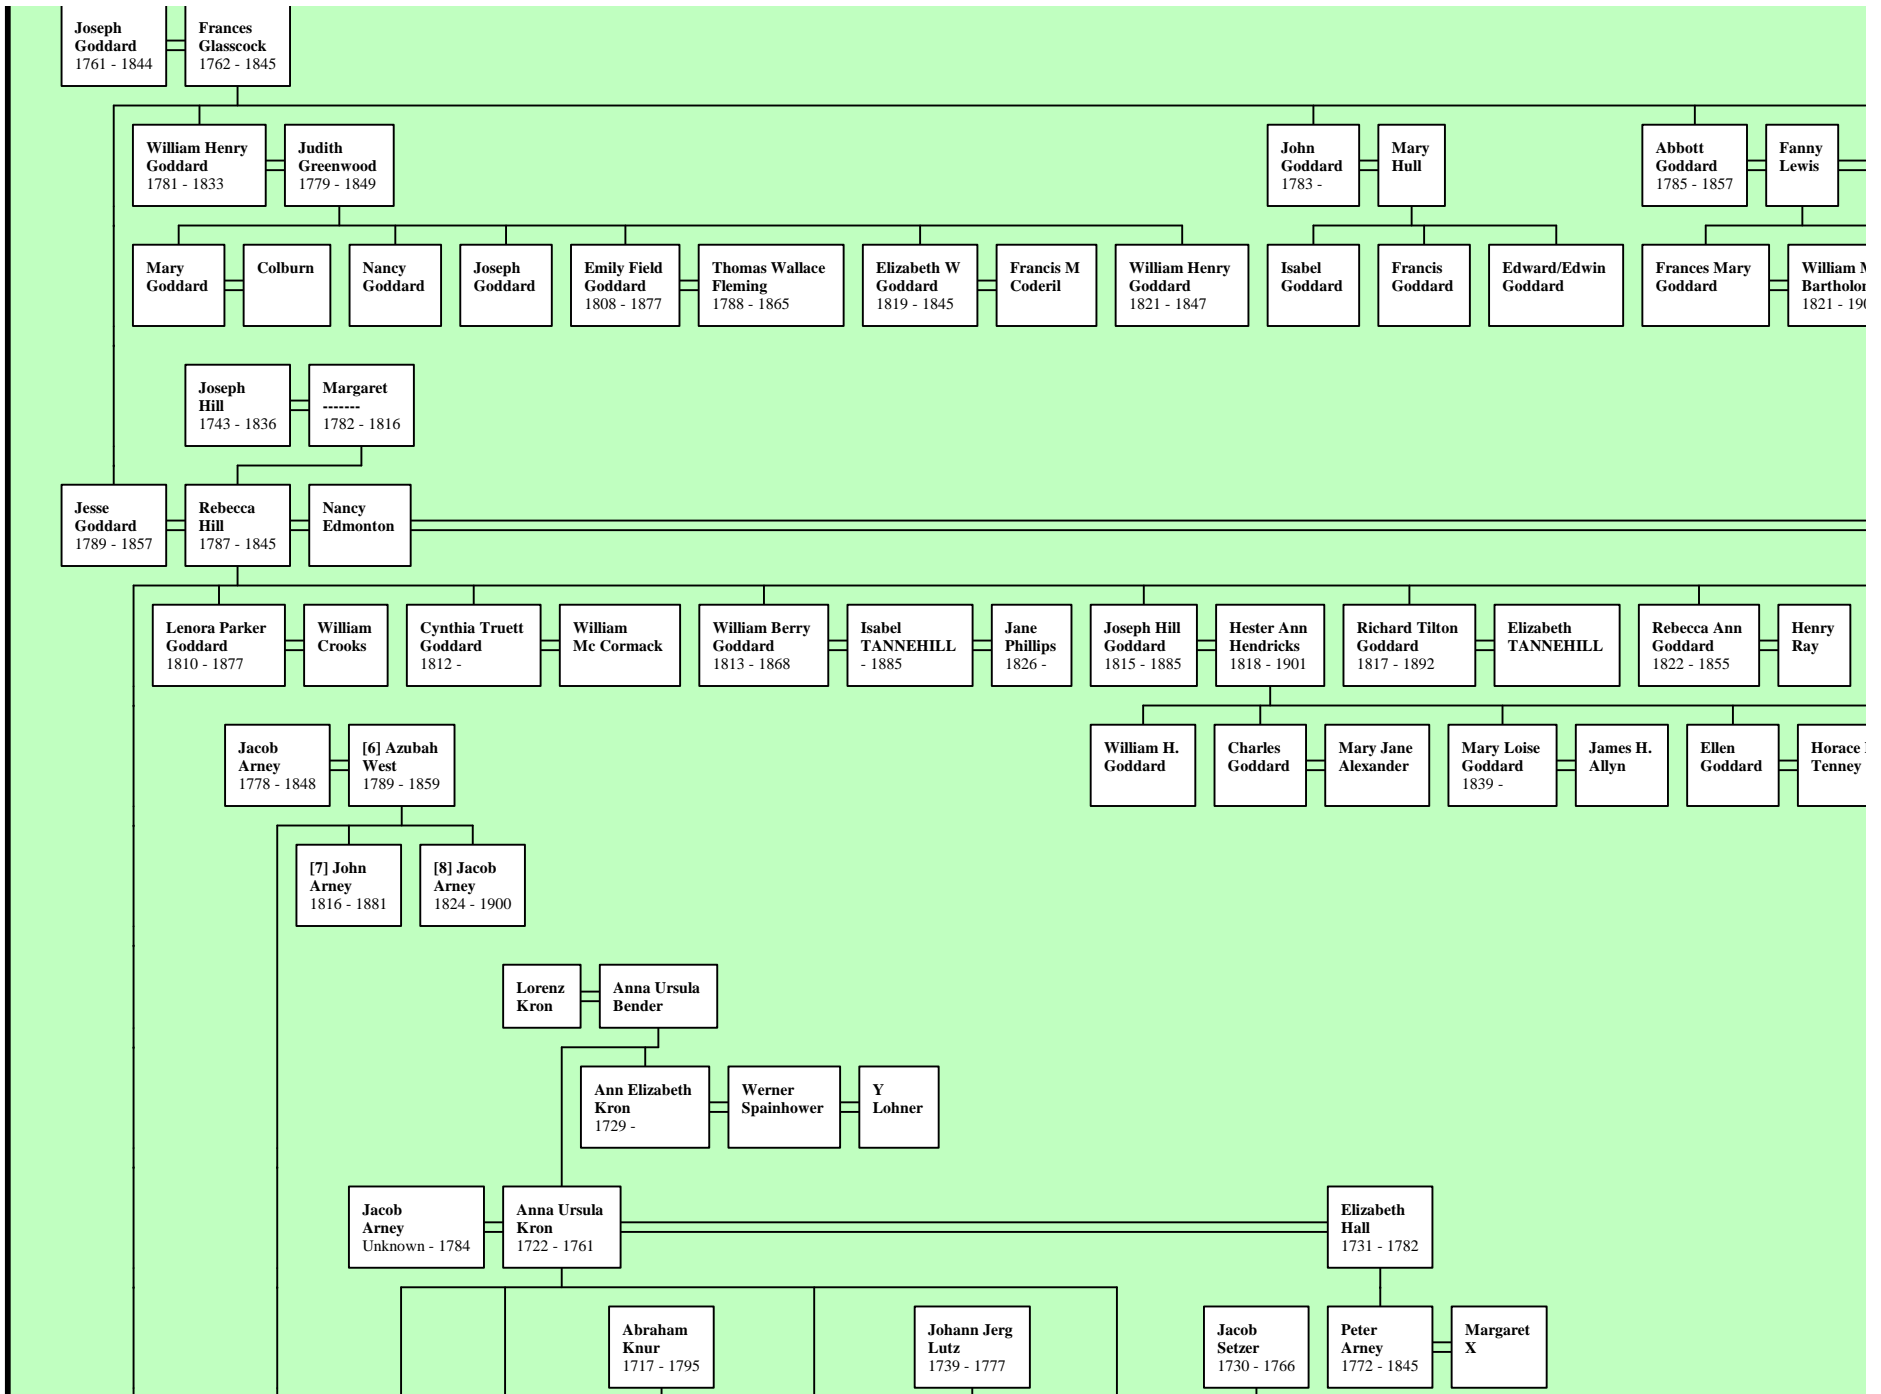 Joseph
Goddard
1761 - 1844
Frances
Glasscock
1762 - 1845
William Henry
Goddard
1781 - 1833
Judith
Greenwood
1779 - 1849
John
Goddard
1783 -
Mary
Hull
Abbott
Goddard
1785 - 1857
Fanny
Lewis
Mary
Goddard
Colburn
Nancy
Goddard
Joseph
Goddard
Emily Field
Goddard
1808 - 1877
Thomas Wallace
Fleming
1788 - 1865
Elizabeth W
Goddard
1819 - 1845
Francis M
Coderil
William Henry
Goddard
1821 - 1847
Isabel
Goddard
Francis
Goddard
Edward/Edwin
Goddard
Frances Mary
Goddard
William
1821 -
Joseph
Hill
1743 - 1836
Margaret
-------
1782 - 1816
Jesse
Goddard
1789 - 1857
Rebecca
Hill
1787 - 1845
Nancy
Edmonton
Lenora Parker
Goddard
1810 - 1877
William
Crooks
Cynthia Truett
Goddard
1812 -
William
Mc Cormack
William Berry
Goddard
1813 - 1868
Isabel
TANNEHILL
- 1885
Jane
Phillips
1826 -
Joseph Hill
Goddard
1815 - 1885
Hester Ann
Hendricks
1818 - 1901
Richard Tilton
Goddard
1817 - 1892
Elizabeth
TANNEHILL
Rebecca Ann
Goddard
1822 - 1855
Henry
Ray
Jacob
Arney
1778 - 1848
[6] Azubah
West
1789 - 1859
William H.
Goddard
Charles
Goddard
Mary Jane
Alexander
Mary Loise
Goddard
1839 -
James H.
Allyn
Ellen
Goddard
Horace
Tenney
[7] John
Arney
1816 - 1881
[8] Jacob
Arney
1824 - 1900
Lorenz
Kron
Anna Ursula
Bender
Ann Elizabeth
Kron
1729 -
Werner
Spainhower
Y
Lohner
Jacob
Arney
Unknown - 1784
Anna Ursula
Kron
1722 - 1761
Elizabeth
Hall
1731 - 1782
Abraham
Knur
1717 - 1795
Johann Jerg
Lutz
1739 - 1777
Jacob
Setzer
1730 - 1766
Peter
Arney
1772 - 1845
Margaret
X